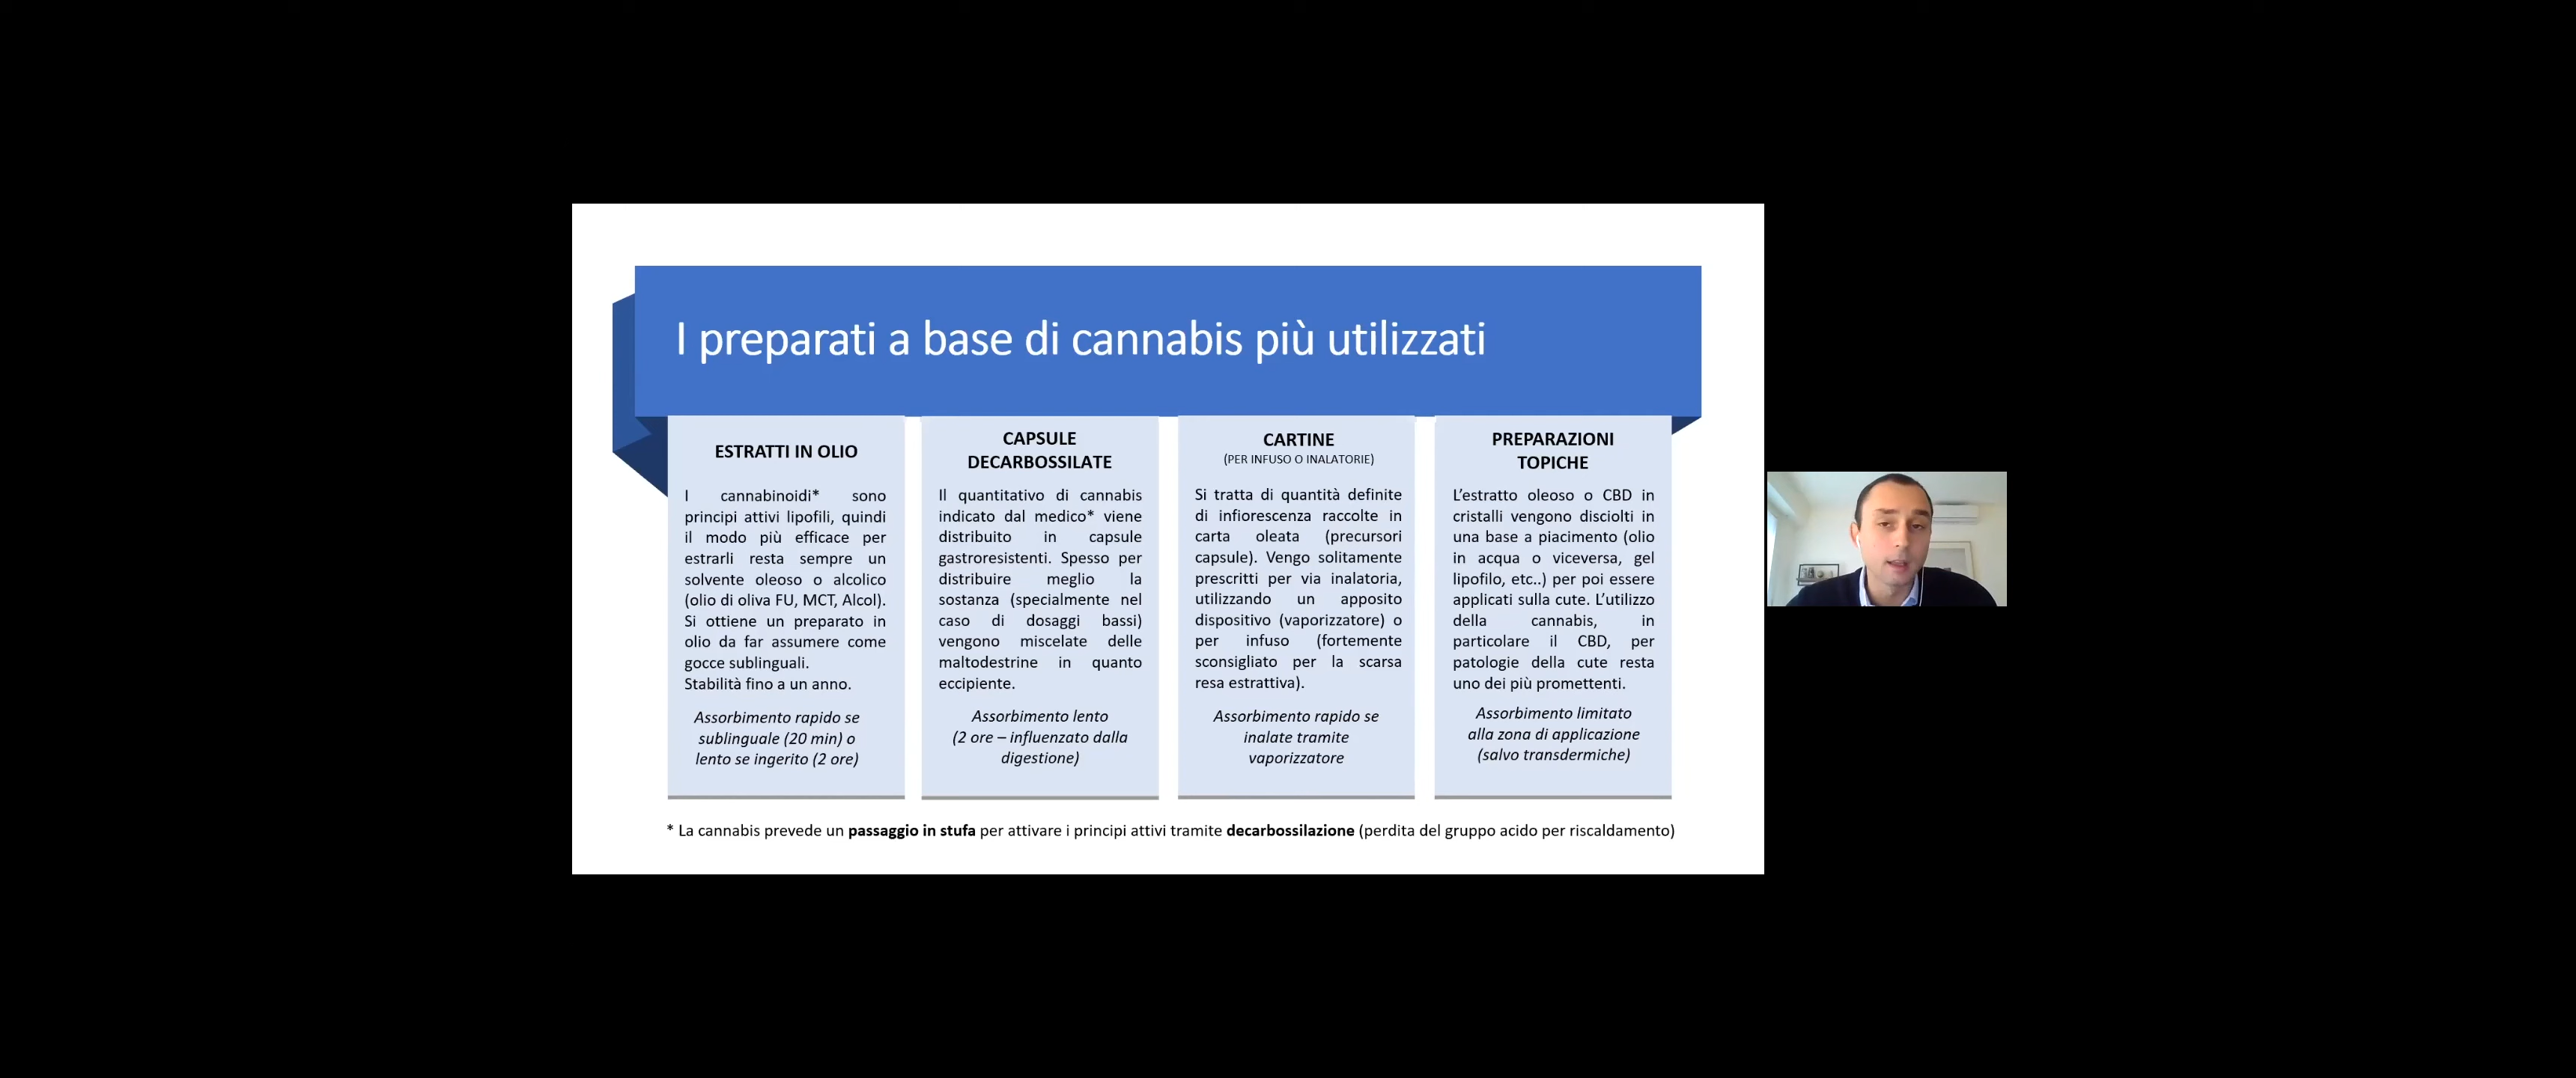 I preparati a base di cannabis più utilizzati
ESTRATTI IN OLIO
I cannabinoidi* sono
principi attivi lipofili, quindi
il modo più efficace per
estrarli resta sempre un
solvente oleoso o alcolico
(olio di oliva FU, MCT, Alcol).
Si ottiene un preparato in
olio da far assumere come
gocce sublinguali.
Stabilità fino a un anno.
Assorbimento rapido se
sublinguale (20 min) o
lento se ingerito (2 ore)
CAPSULE
DECARBOSSILATE
Il quantitativo di cannabis
indicato dal medico* viene
distribuito in capsule
gastroresistenti. Spesso per
distribuire meglio la
sostanza (specialmente nel
caso di dosaggi bassi)
vengono miscelate delle
maltodestrine in quanto
eccipiente.
Assorbimento lento
(2 ore – influenzato dalla
digestione)
CARTINE
(PER INFUSO O INALATORIE)
Si tratta di quantità definite
di infiorescenza raccolte in
carta oleata (precursori
capsule). Vengo solitamente
prescritti per via inalatoria,
utilizzando un apposito
dispositivo (vaporizzatore) o
per infuso (fortemente
sconsigliato per la scarsa
resa estrattiva).
Assorbimento rapido se
inalate tramite
vaporizzatore
PREPARAZIONI
TOPICHE
L’estratto oleoso o CBD in
cristalli vengono disciolti in
una base a piacimento (olio
in acqua o viceversa, gel
lipofilo, etc..) per poi essere
applicati sulla cute. L’utilizzo
della cannabis, in
particolare il CBD, per
patologie della cute resta
uno dei più promettenti.
Assorbimento limitato
alla zona di applicazione
(salvo transdermiche)
* La cannabis prevede un passaggio in stufa per attivare i principi attivi tramite decarbossilazione (perdita del gruppo acido per riscaldamento)